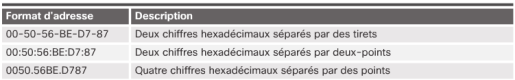 Format d'adresse Description
00-50-56-BE-D7-87 Deux chiffres hexadécimaux séparés par des tirets
00:50:56:BE:D7:87 Deux chiffres hexadécimaux séparés par deux-points
0050.56BE.D787 Quatre chiffres hexadécimaux séparés par des points